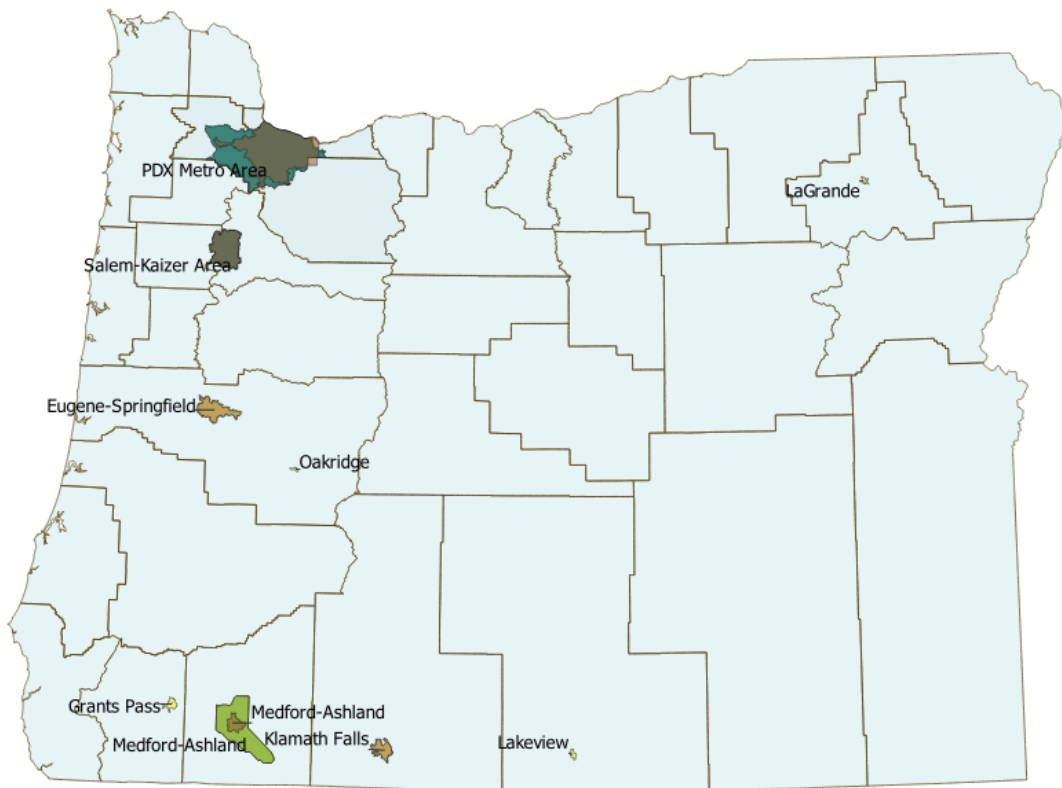 PDX Metro Area
LaGrande
Salem-Kaizer Area
Eugene-Springfield
Oakridge
Grants Pass
Medford-Ashland
Medford-Ashland
Klamath Falls
Lakeview